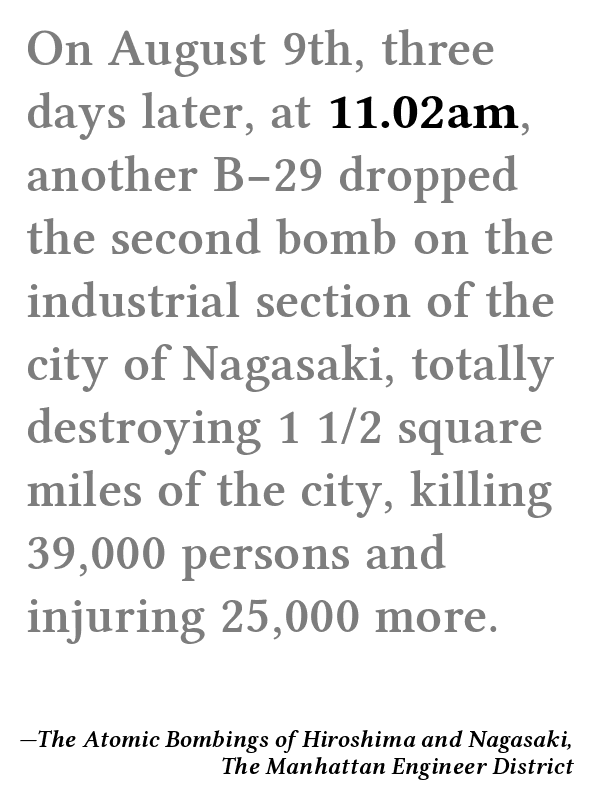 On August 9th, three
days later, at 11.02am,
another B–29 dropped
the second bomb on the
industrial section of the
city of Nagasaki, totally
destroying 1 1/2 square
miles of the city, killing
39,000 persons and
injuring 25,000 more.
—The Atomic Bombings of Hiroshima and Nagasaki,
The Manhattan Engineer District